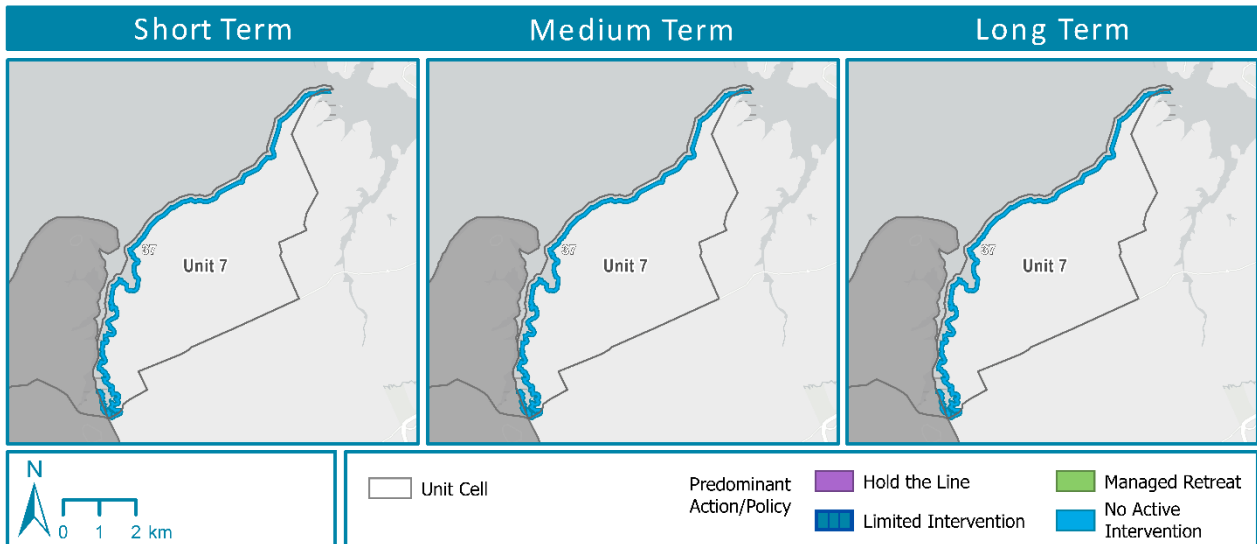 Short Term
Medium Term
Long Term
37
Unit 7
37
Unit 7
37
Unit 7
N
0 1 2 km
Unit Cell
Predominant
Action/Policy
Hold the Line
Limited Intervention
Managed Retreat
No Active
Intervention